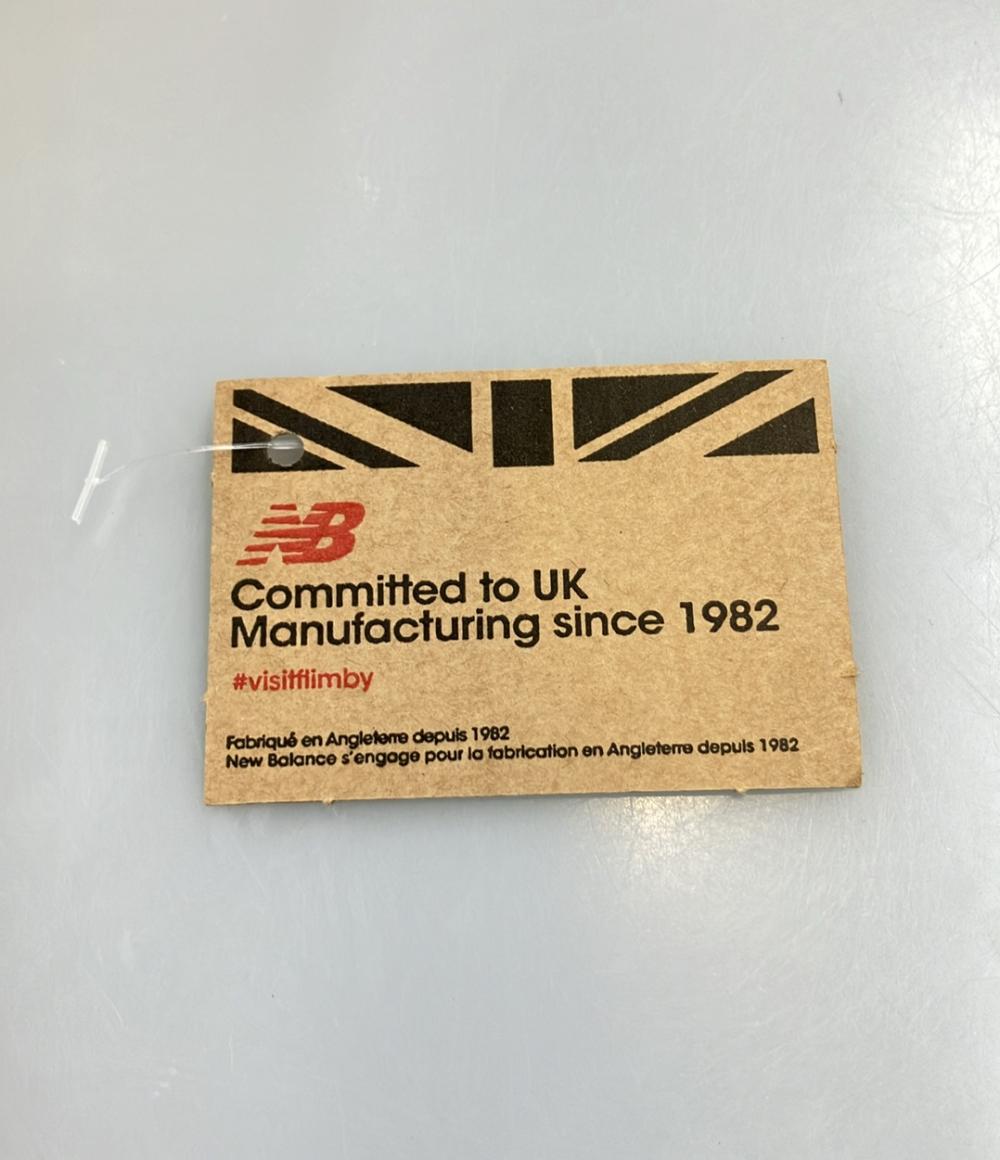 NB
Committed to UK
Manufacturing since 1982
#visitflimby
Fabriqué en Angleterre depuis 1982
New Balance s'engage pour la fabrication en Angleterre depuis 1982